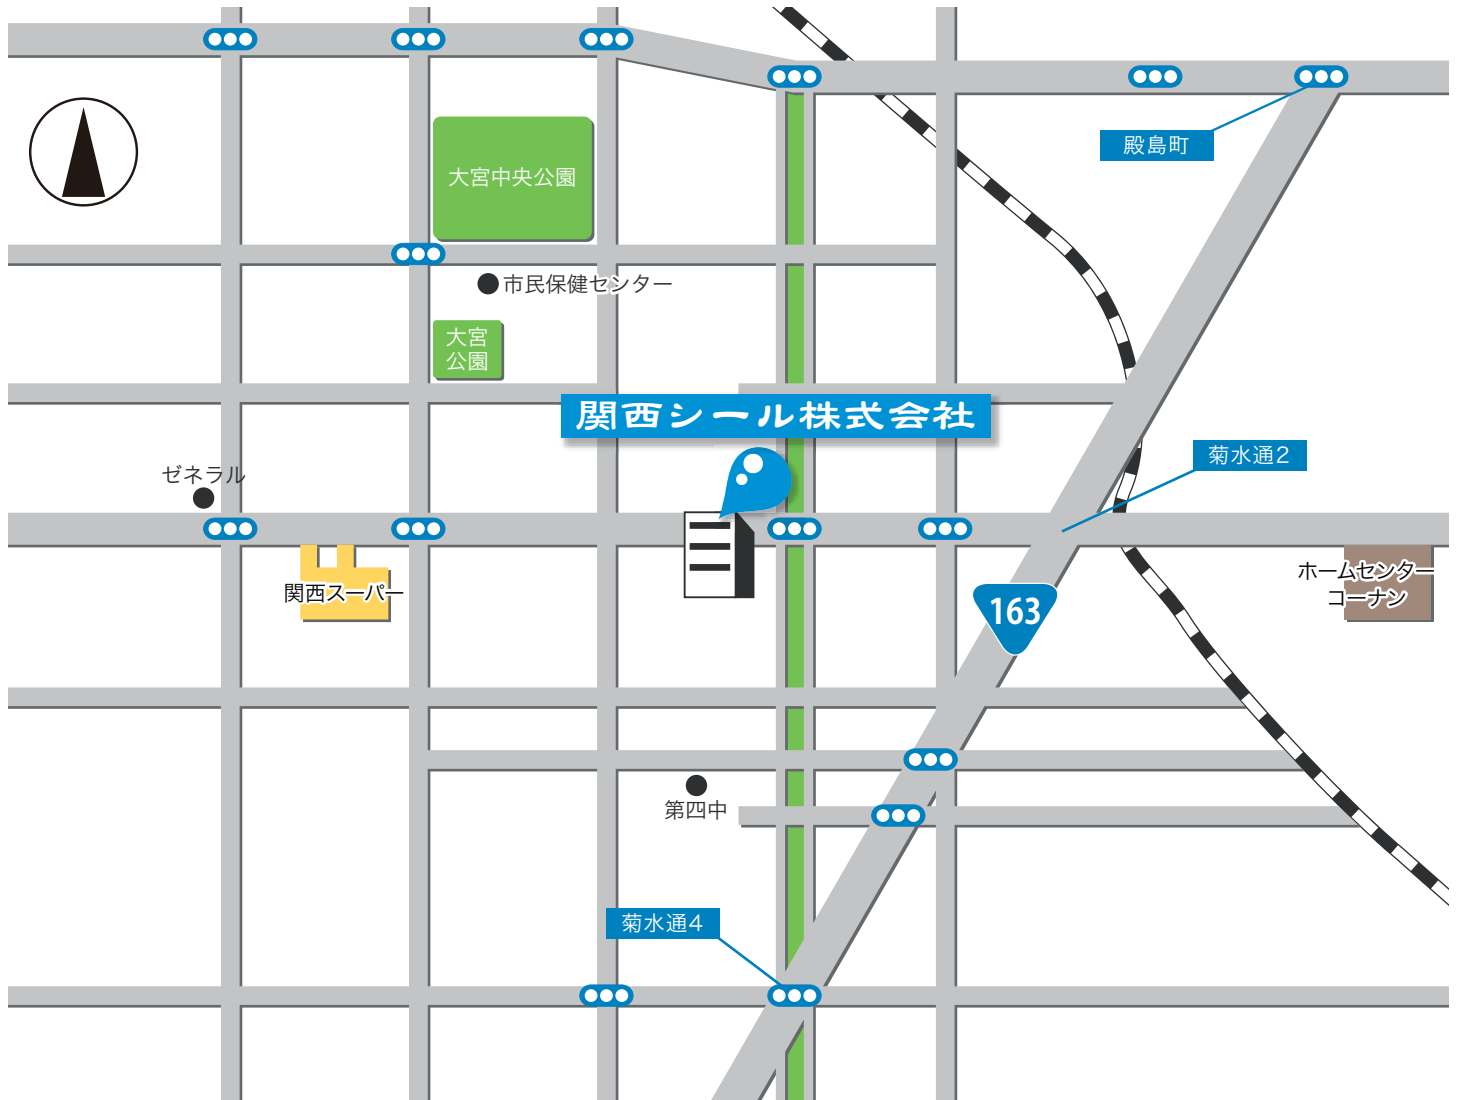 殿島町
大宮中央公園
市民保健センター
大宮
公園
関西シール株式会社
菊水通2
ゼネラル
関西スーパー
ホームセンター
コーナン
163
第四中
菊水通4